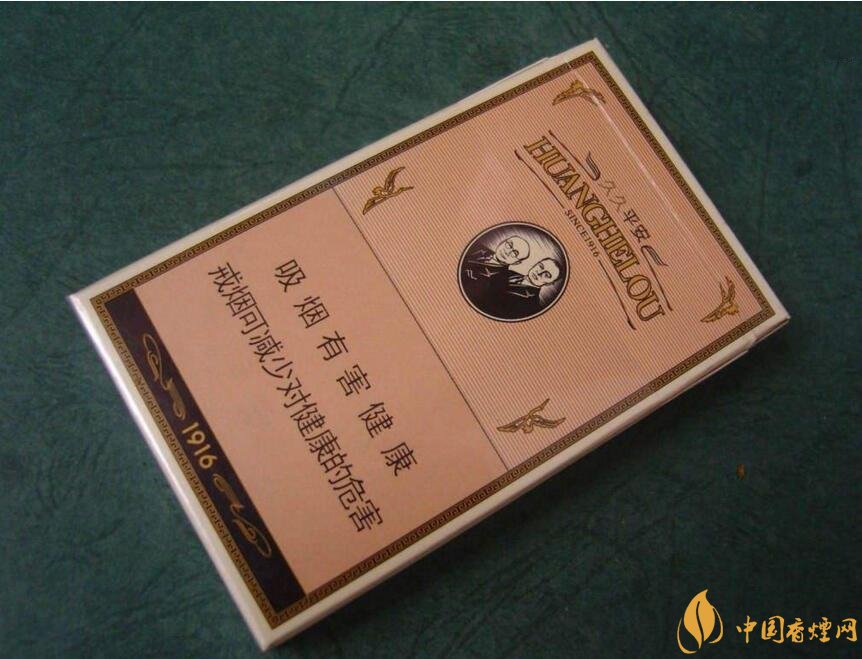 久久平安
HUANGHELOU
SINCE1916
吸烟有害健康
戒烟可减少对健康的危害
1916
中国香煙网